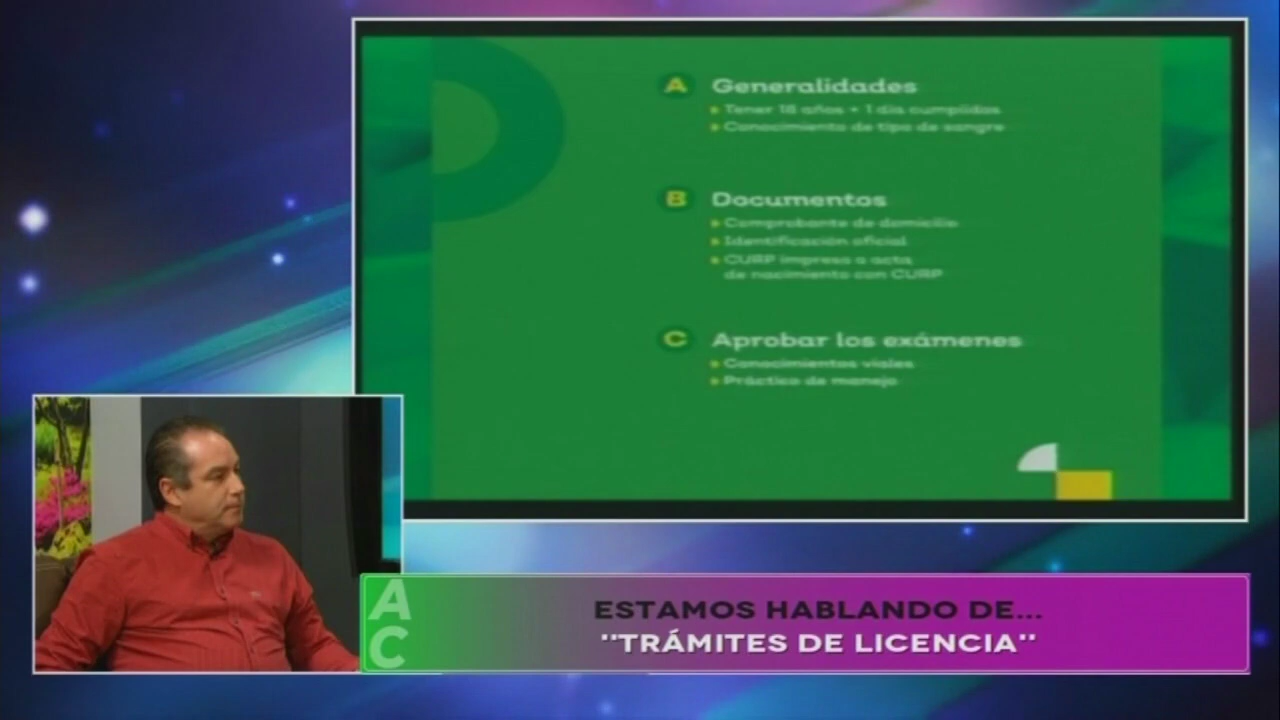 A Generalidades
Tener 18 años + 1 día cumplidos
Conocimiento de tipo de sangre
B Documentos
Comprobante de domicilio
Identificación oficial
CURP impresa o acta
de nacimiento con CURP
C Aprobar los exámenes
Conocimientos viales
Práctico de manejo
AC
ESTAMOS HABLANDO DE...
"TRÁMITES DE LICENCIA"